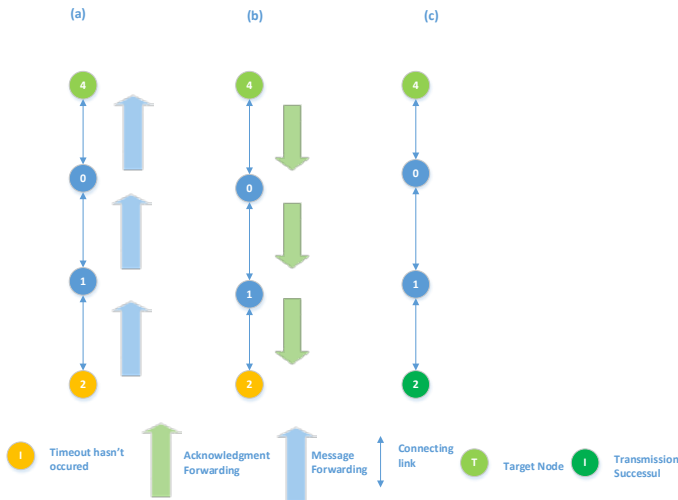 (a) (b) (c)
4 4 4
0 0 0
1 1 1
2 2 2
I Timeout hasn't
occured
Acknowledgment
Forwarding
Message
Forwarding
Connecting
link
T Target Node
I Transmission
Successul